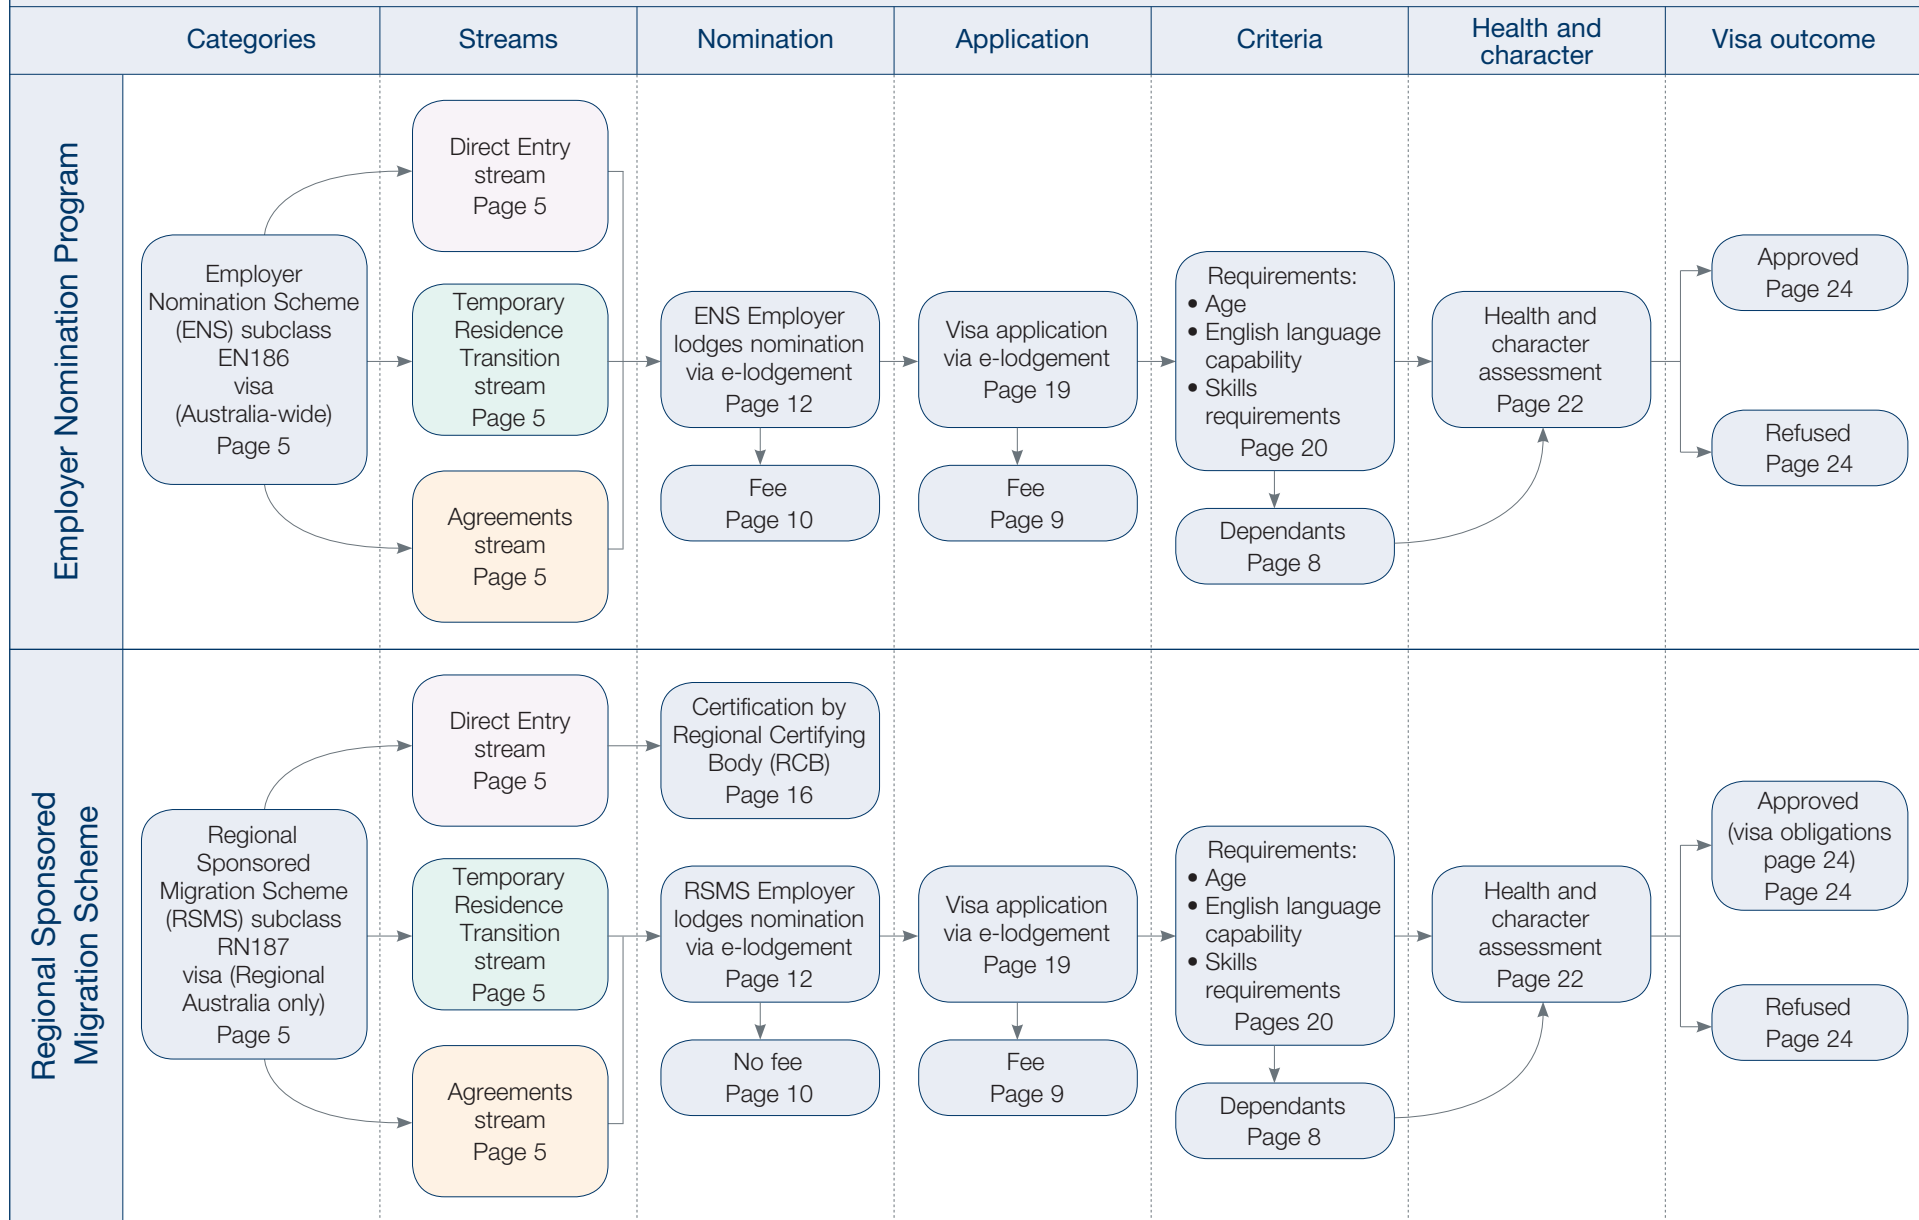 Categories
Streams
Nomination
Application
Criteria
Health and
character
Visa outcome
Employer Nomination Program
Employer
Nomination Scheme
(ENS) subclass
EN186
visa
(Australia-wide)
Page 5
Direct Entry
stream
Page 5
Temporary
Residence
Transition
stream
Page 5
Agreements
stream
Page 5
ENS Employer
lodges nomination
via e-lodgement
Page 12
Fee
Page 10
Visa application
via e-lodgement
Page 19
Fee
Page 9
Requirements:
• Age
• English language
capability
• Skills
requirements
Page 20
Dependants
Page 8
Health and
character
assessment
Page 22
Approved
Page 24
Refused
Page 24
Regional Sponsored
Migration Scheme
Regional
Sponsored
Migration Scheme
(RSMS) subclass
RN187
visa (Regional
Australia only)
Page 5
Direct Entry
stream
Page 5
Temporary
Residence
Transition
stream
Page 5
Agreements
stream
Page 5
Certification by
Regional Certifying
Body (RCB)
Page 16
RSMS Employer
lodges nomination
via e-lodgement
Page 12
No fee
Page 10
Visa application
via e-lodgement
Page 19
Fee
Page 9
Requirements:
• Age
• English language
capability
• Skills
requirements
Pages 20
Dependants
Page 8
Health and
character
assessment
Page 22
Approved
(visa obligations
page 24)
Page 24
Refused
Page 24